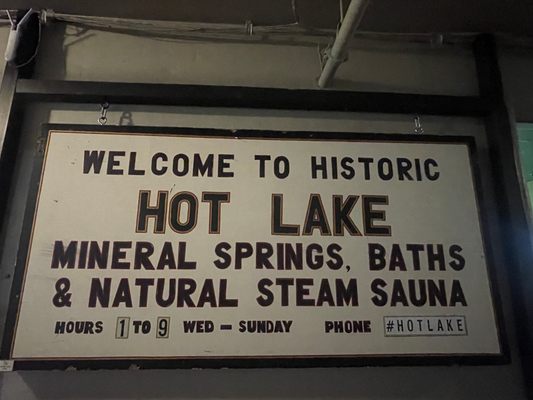 WELCOME TO HISTORIC
HOT LAKE
MINERAL SPRINGS, BATHS
& NATURAL STEAM SAUNA
HOURS 1 TO 9 WED – SUNDAY PHONE #HOTLAKE